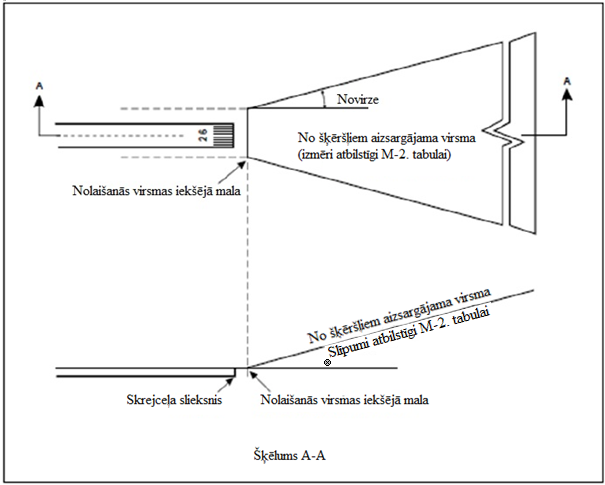 A
A
Novirze
26
No šķēršļiem aizsargājama virsma
(izmēri atbilstīgi M-2. tabulai)
Nolaišanās virsmas iekšējā mala
No šķēršļiem aizsargājama virsma
Slīpumi atbilstīgi M-2. tabulai
Skrejceļa slieksnis
Nolaišanās virsmas iekšējā mala
Šķēlums A-A